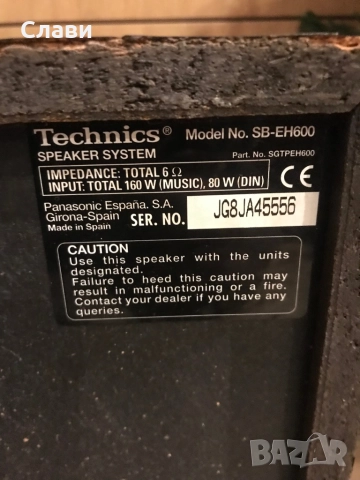 Слави
Technics® Model No. SB-EH600
SPEAKER SYSTEM Part. No. SGTPEH600
IMPEDANCE: TOTAL 6 Ω
INPUT: TOTAL 160 W (MUSIC), 80 W (DIN)
CE
Panasonic España. S.A.
Girona-Spain
Made in Spain
SER. NO. JG8JA45556
CAUTION
Use this speaker with the units
designated.
Failure to heed this caution may
result in malfunctioning or a fire.
Contact your dealer if you have any
queries.
BAZAR